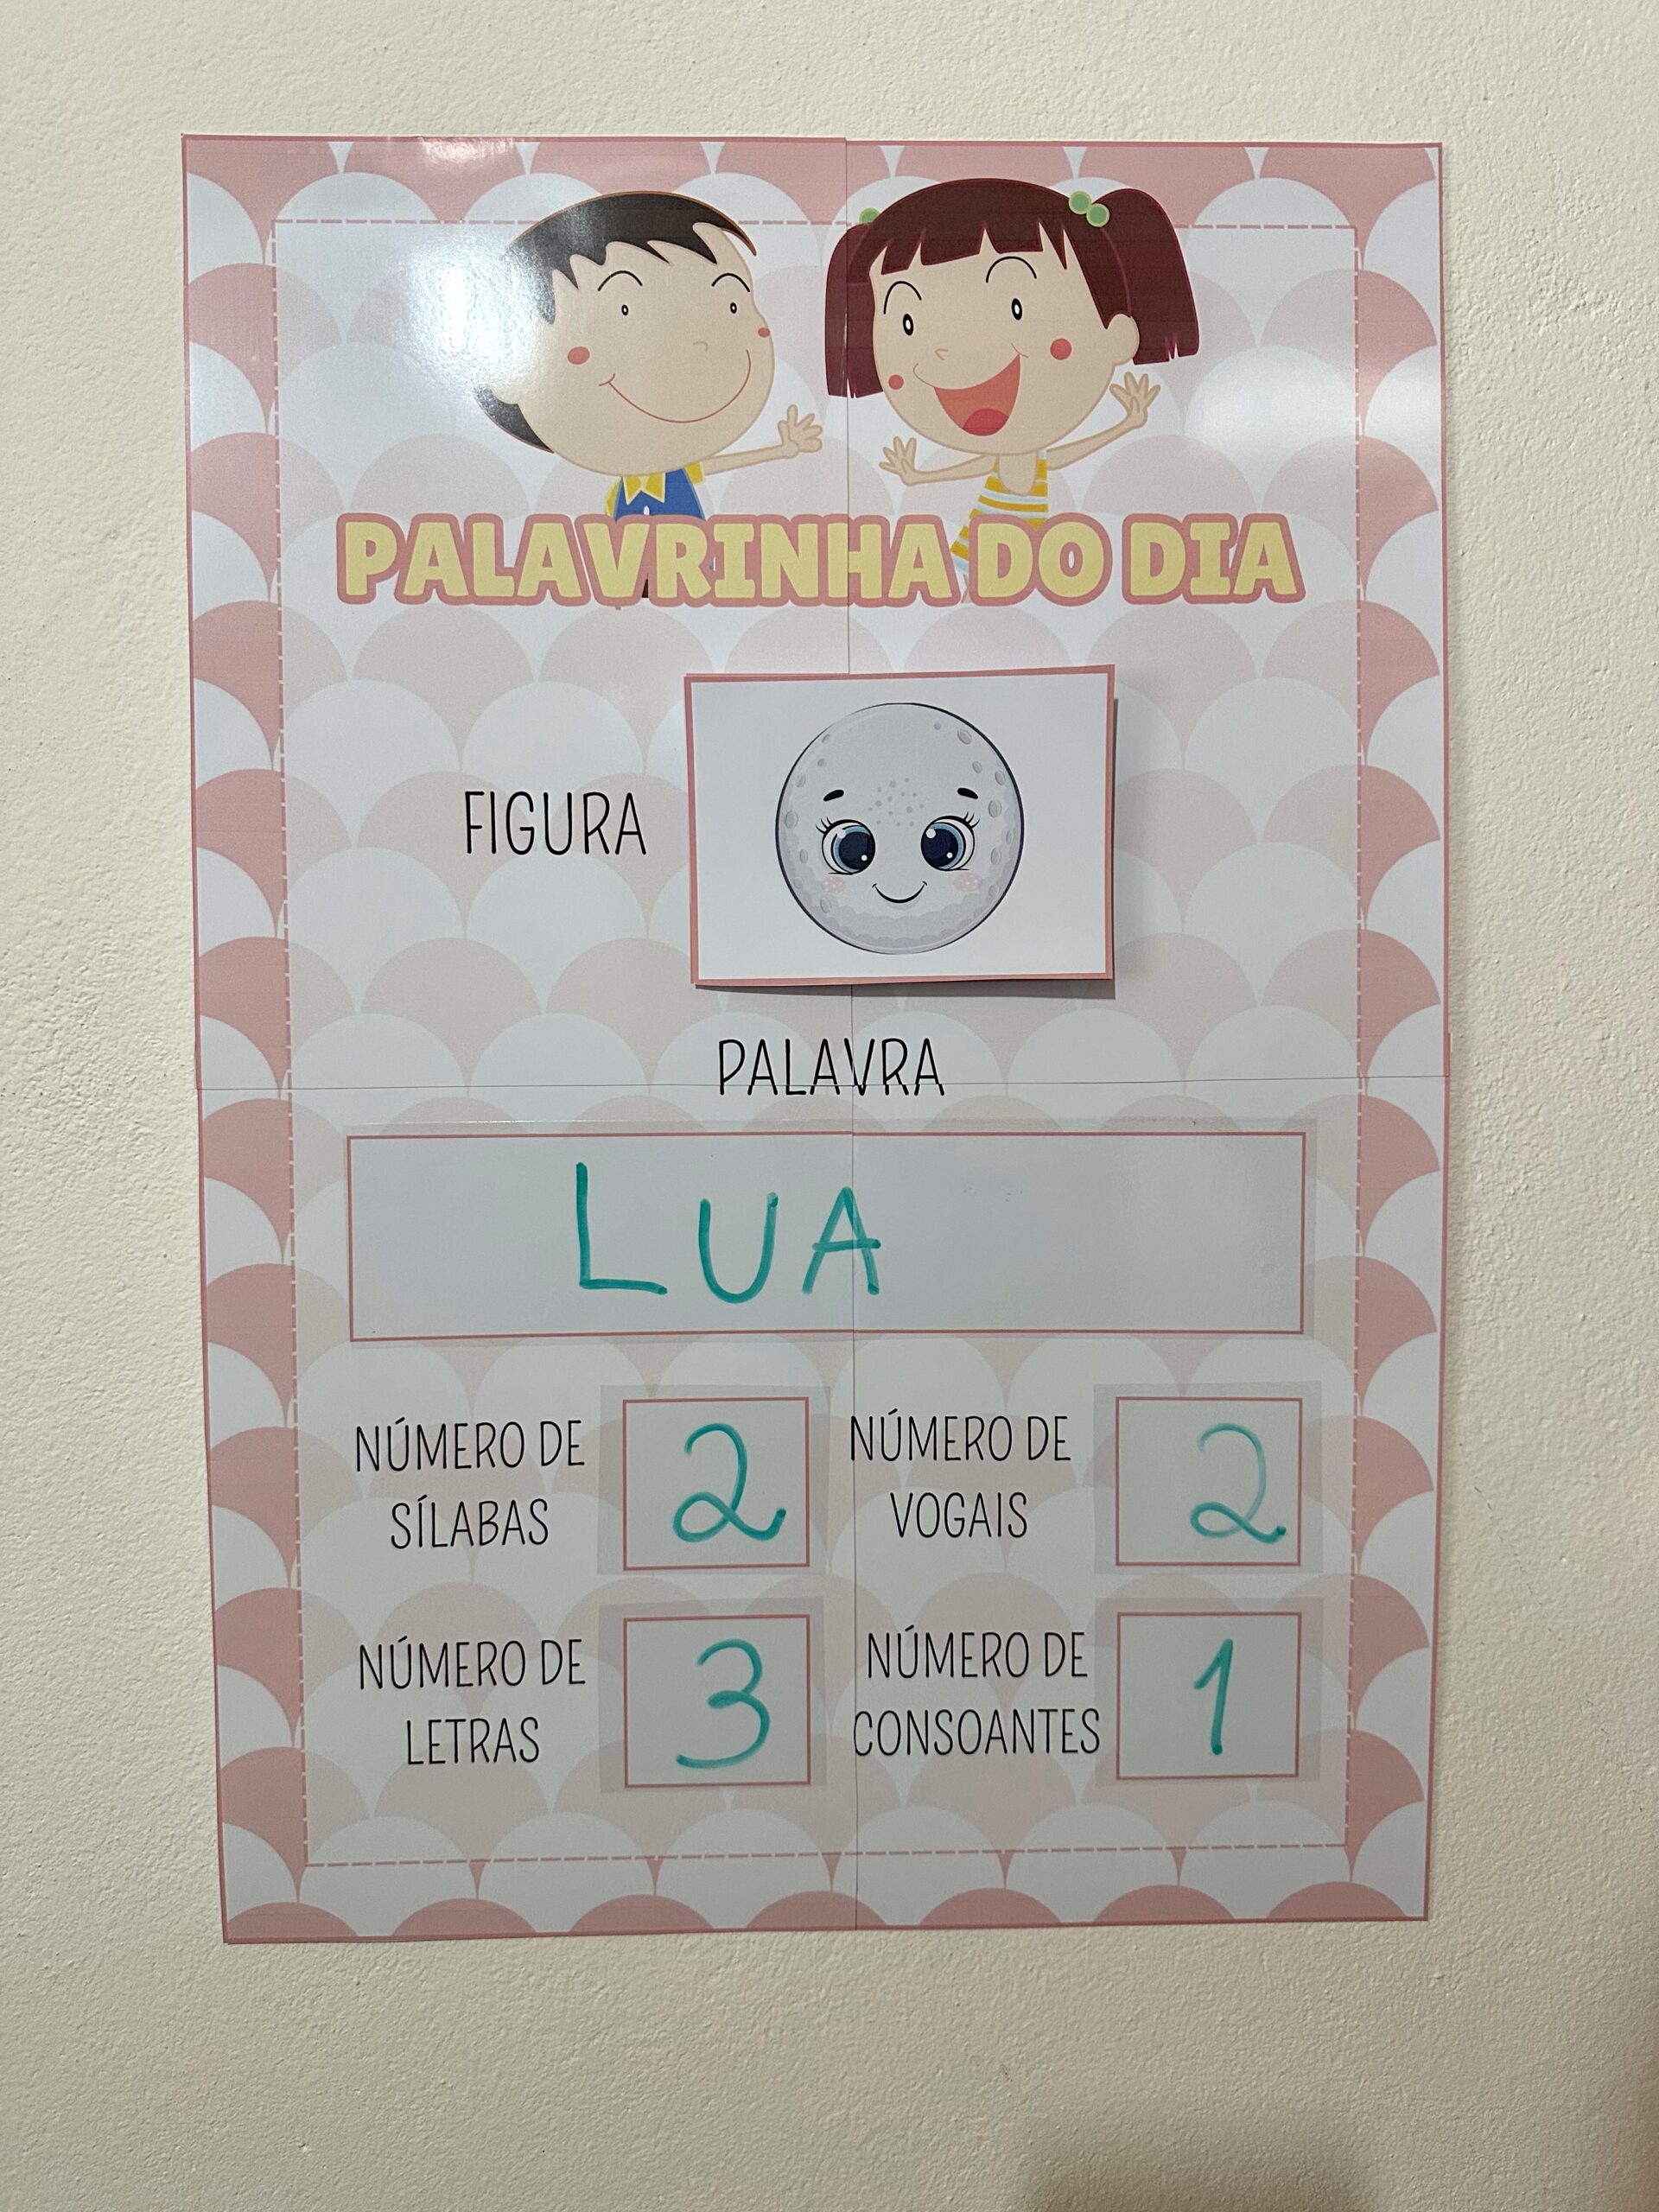 PALAVRINHA DO DIA
FIGURA
PALAVRA
LUA
NÚMERO DE
SÍLABAS
2
NÚMERO DE
VOGAIS
2
NÚMERO DE
LETRAS
3
NÚMERO DE
CONSOANTES
1